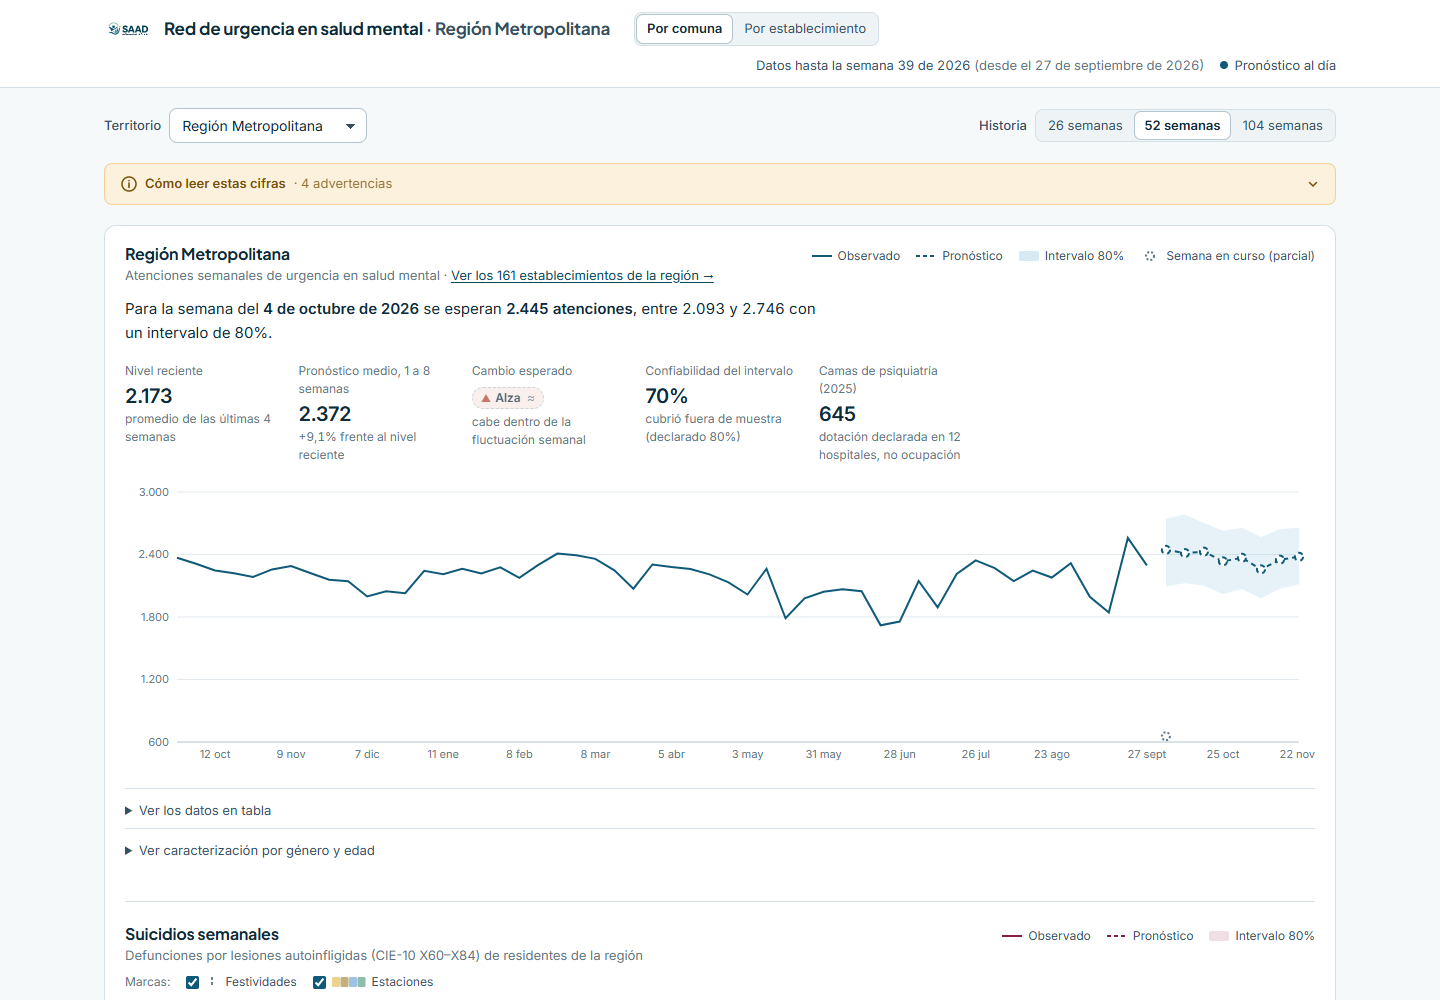 SAAD Red de urgencia en salud mental · Región Metropolitana Por comuna Por establecimiento
Datos hasta la semana 39 de 2026 (desde el 27 de septiembre de 2026) Pronóstico al día
Territorio Región Metropolitana Historia 26 semanas 52 semanas 104 semanas
Cómo leer estas cifras · 4 advertencias
Región Metropolitana
Observado Pronóstico Intervalo 80% Semana en curso (parcial)
Atenciones semanales de urgencia en salud mental · Ver los 161 establecimientos de la región →
Para la semana del 4 de octubre de 2026 se esperan 2.445 atenciones, entre 2.093 y 2.746 con
un intervalo de 80%.
Nivel reciente
2.173
promedio de las últimas 4
semanas
Pronóstico medio, 1 a 8
semanas
2.372
+9,1% frente al nivel
reciente
Cambio esperado
▲ Alza ≈
cabe dentro de la
fluctuación semanal
Confiabilidad del intervalo
70%
cubrió fuera de muestra
(declarado 80%)
Camas de psiquiatría
(2025)
645
dotación declarada en 12
hospitales, no ocupación
3.000
2.400
1.800
1.200
600
12 oct 9 nov 7 dic 11 ene 8 feb 8 mar 5 abr 3 may 31 may 28 jun 26 jul 23 ago 27 sept 25 oct 22 nov
Ver los datos en tabla
Ver caracterización por género y edad
Suicidios semanales
Observado Pronóstico Intervalo 80%
Defunciones por lesiones autoinfligidas (CIE-10 X60–X84) de residentes de la región
Marcas: Festividades Estaciones